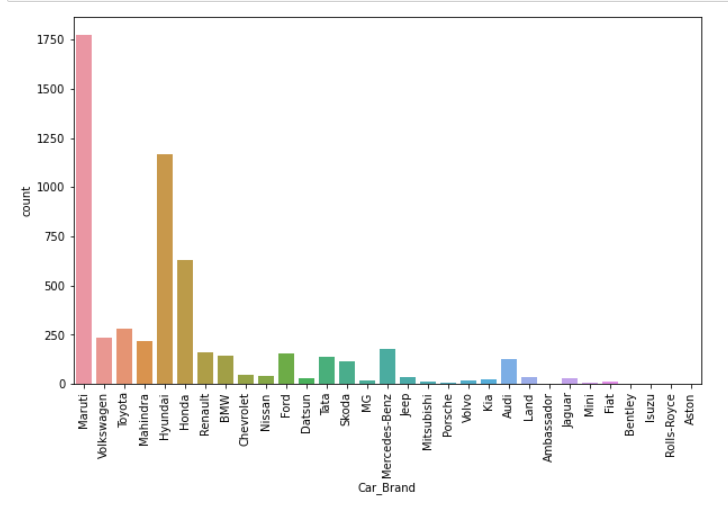 1750
1500
1250
1000
750
500
250
0
count
Maruti
Volkswagen
Toyota
Mahindra
Hyundai
Honda
Renault
BMW
Chevrolet
Nissan
Ford
Datsun
Tata
Skoda
MG
Mercedes-Benz
Jeep
Mitsubishi
Porsche
Volvo
Kia
Audi
Land
Ambassador
Jaguar
Mini
Fiat
Bentley
Isuzu
Rolls-Royce
Aston
Car_Brand